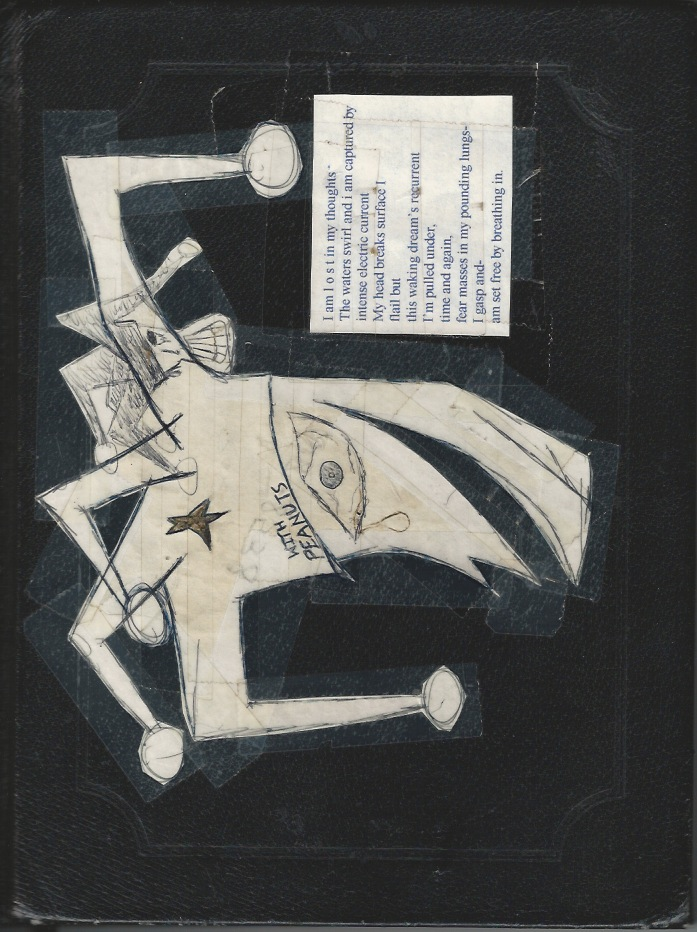 I am l o s t in my thoughts-
The waters swirl and i am captured by
intense electric current
My head breaks surface I
flail but
this waking dream's recurrent
I'm pulled under,
time and again,
fear masses in my pounding lungs-
I gasp and-
am set free by breathing in.
WITH
PEANUTS